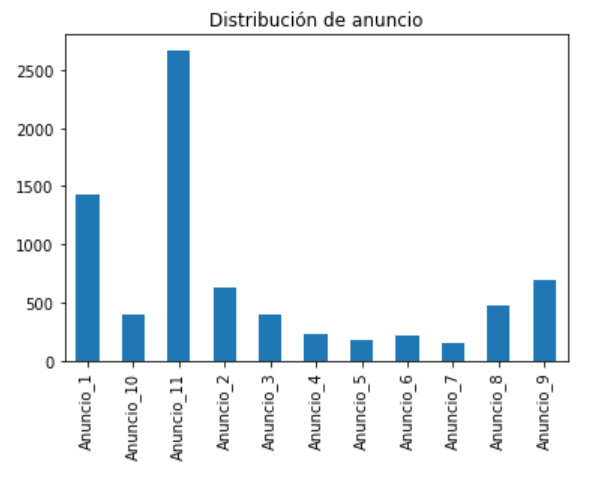 Distribución de anuncio
2500
2000
1500
1000
500
0
Anuncio_1
Anuncio_10
Anuncio_11
Anuncio_2
Anuncio_3
Anuncio_4
Anuncio_5
Anuncio_6
Anuncio_7
Anuncio_8
Anuncio_9